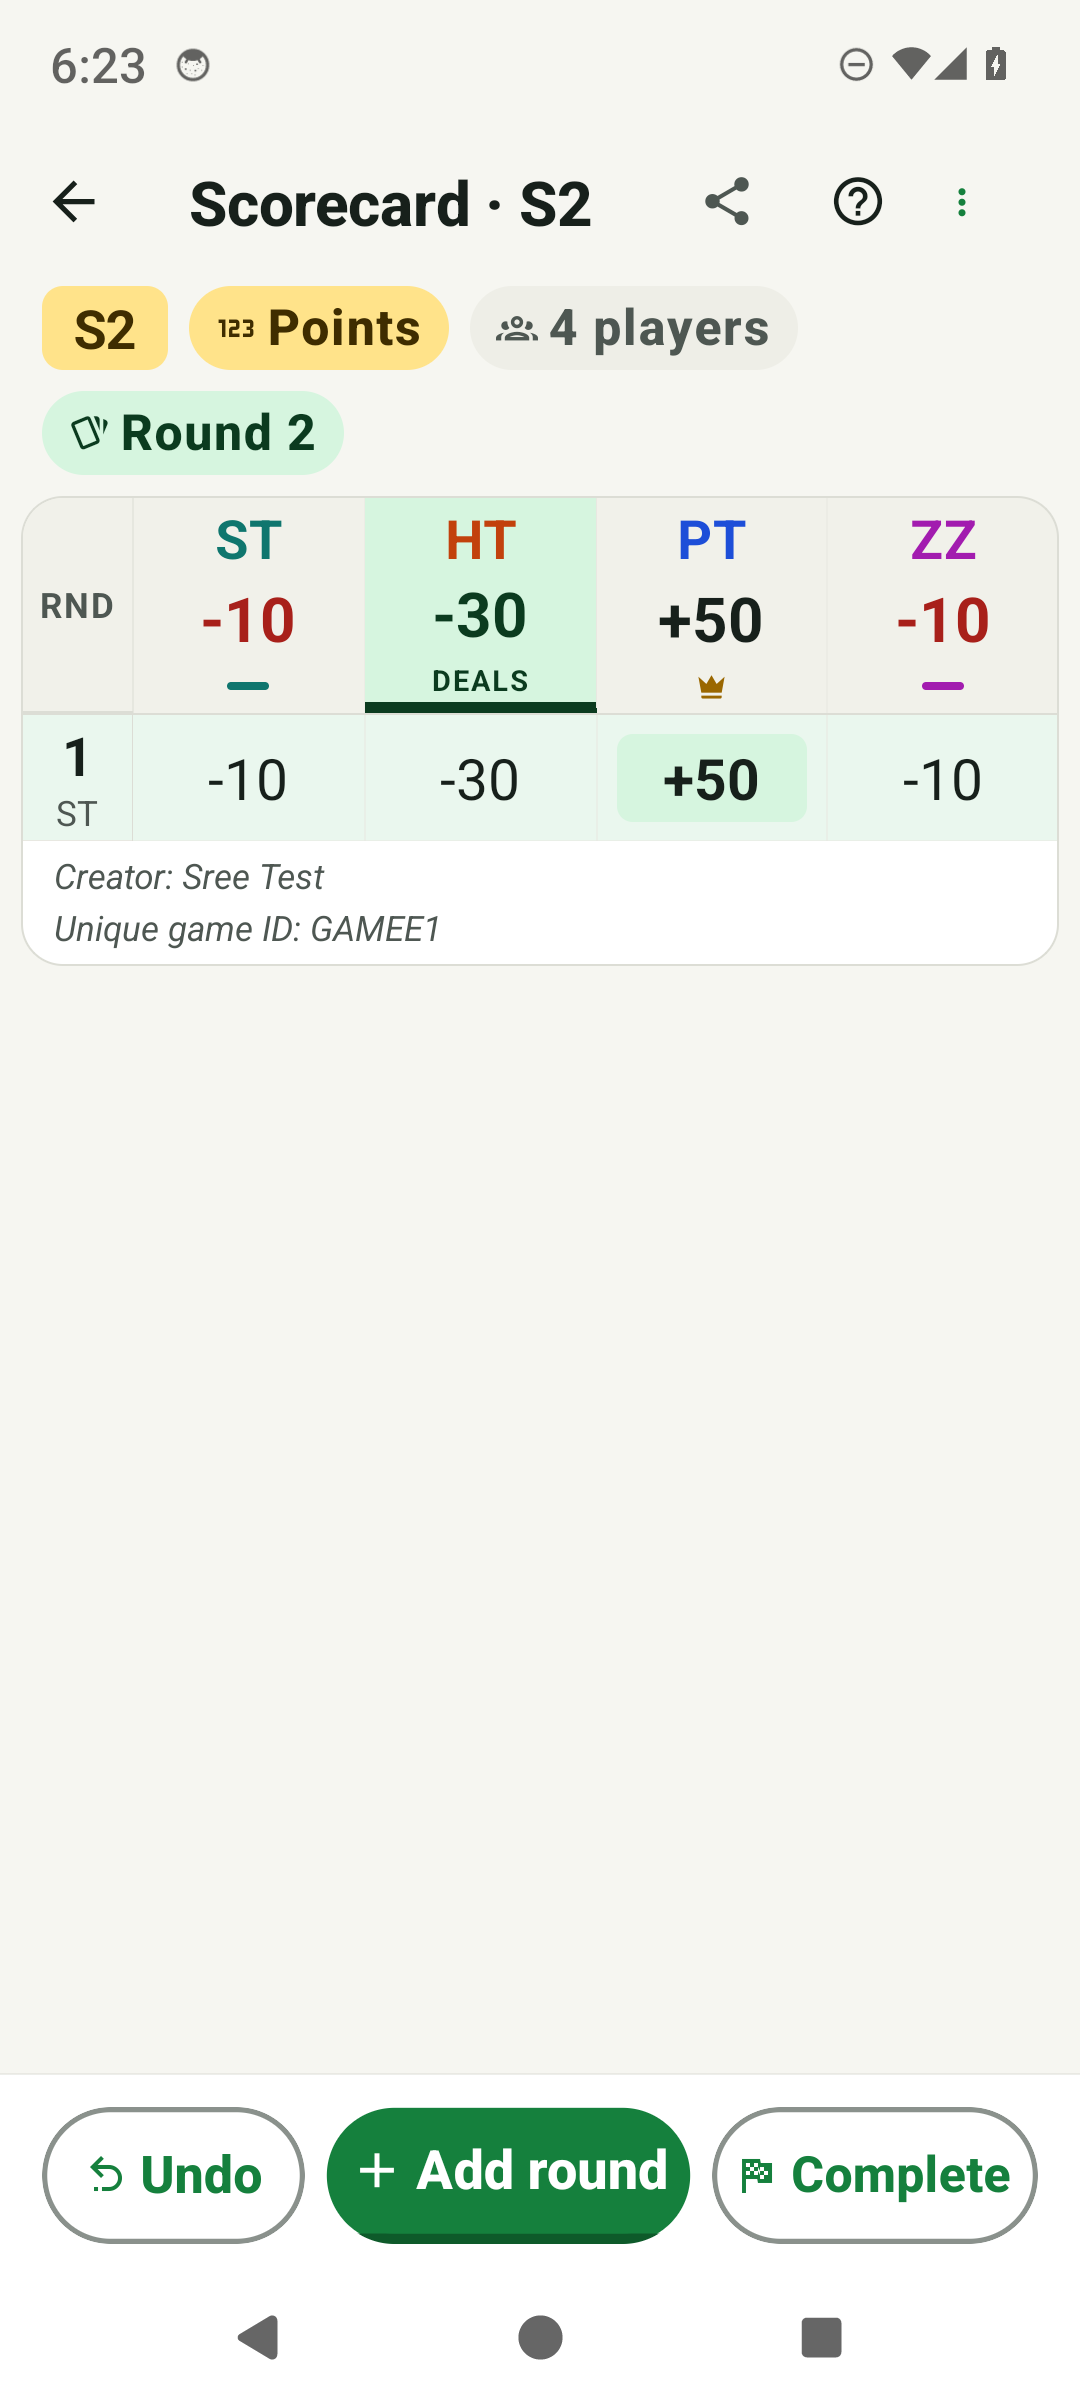 6:23
Scorecard · S2
S2
123 Points
4 players
Round 2
RND
ST
HT
PT
ZZ
-10
-30
+50
-10
DEALS
1
ST
-10
-30
+50
-10
Creator: Sree Test
Unique game ID: GAMEE1
Undo
+ Add round
Complete